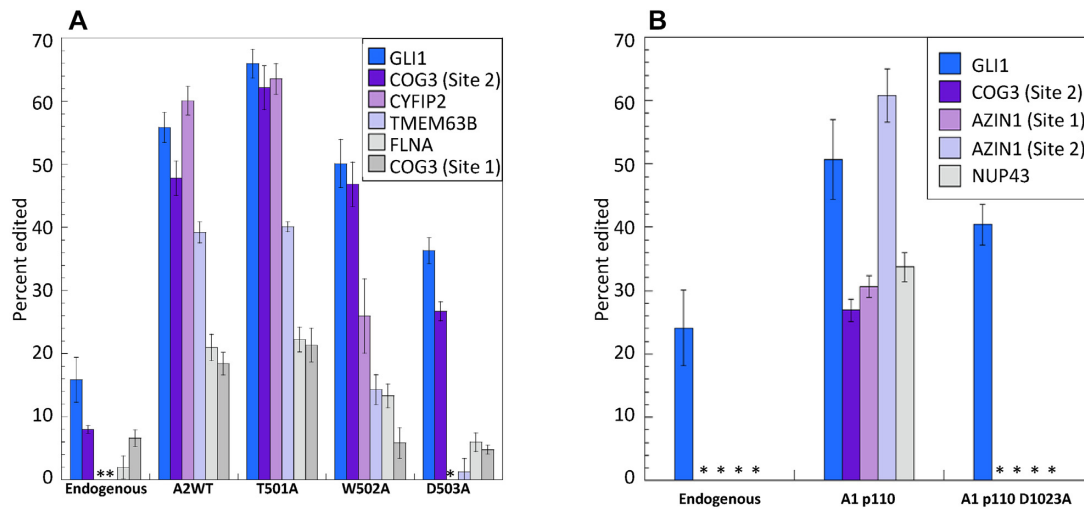 A
Percent edited
70
60
50
40
30
20
10
0
GLI1
COG3 (Site 2)
CYFIP2
TMEM63B
FLNA
COG3 (Site 1)
**
*
Endogenous A2WT T501A W502A D503A
B
Percent edited
70
60
50
40
30
20
10
0
GLI1
COG3 (Site 2)
AZIN1 (Site 1)
AZIN1 (Site 2)
NUP43
* * * *
* * * *
Endogenous A1 p110 A1 p110 D1023A